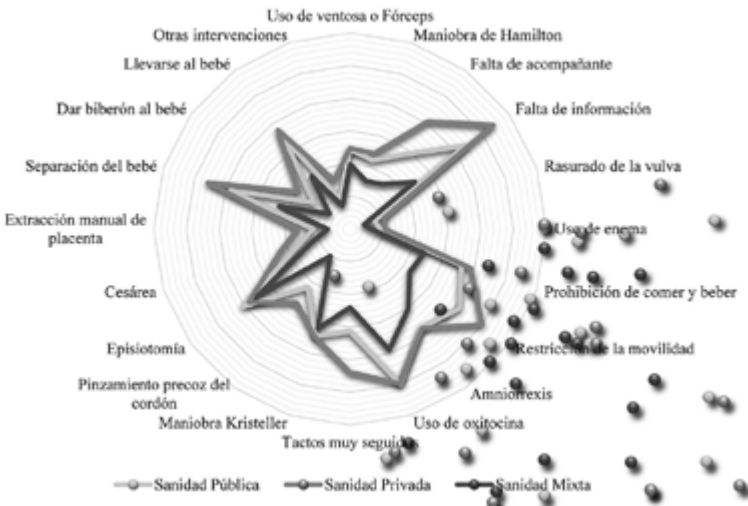 Uso de ventosa o Fórceps
Otras intervenciones
Maniobra de Hamilton
Llevarse al bebé
Falta de acompañante
Dar biberón al bebé
Falta de información
Separación del bebé
Rasurado de la vulva
Extracción manual de
placenta
Uso de enema
Cesárea
Prohibición de comer y beber
Episiotomía
Restricción de la movilidad
Pinzamiento precoz del
cordón
Amniorrexis
Maniobra Kristeller
Uso de oxitocina
Tactos muy seguidos
Sanidad Pública
Sanidad Privada
Sanidad Mixta